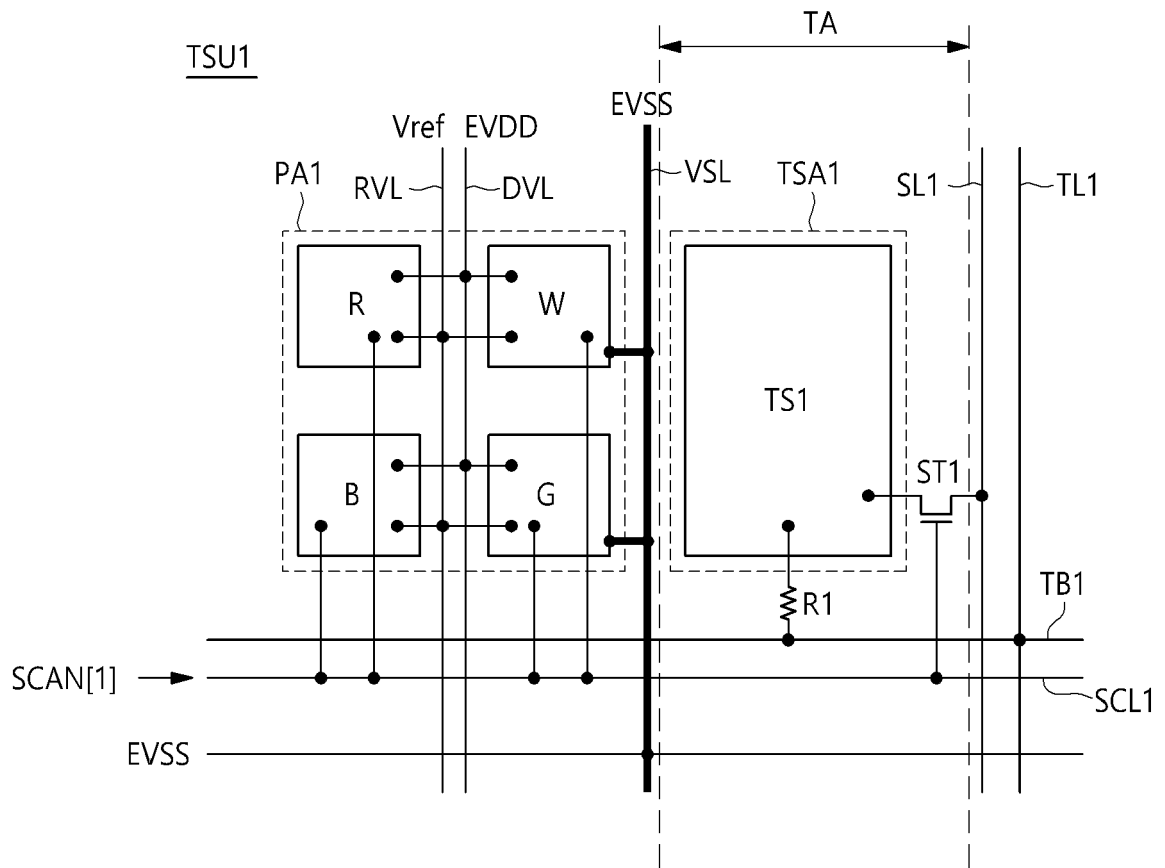 TA
TSU1
EVSS
Vref EVDD
PA1 RVL DVL VSL TSA1 SL1 TL1
R W
TS1
ST1
B G
R1 TB1
SCAN[1]
SCL1
EVSS